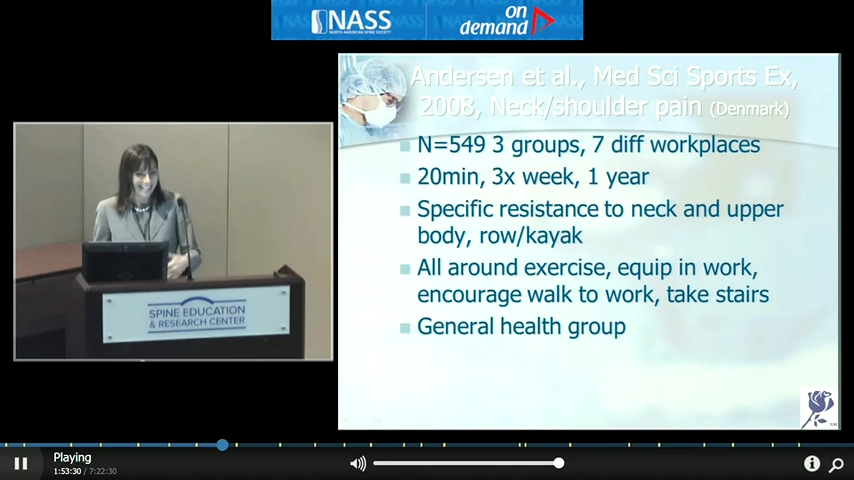 NASS
NORTH AMERICAN SPINE SOCIETY
on
demand
Andersen et al., Med Sci Sports Ex,
2008, Neck/shoulder pain (Denmark)
N=549 3 groups, 7 diff workplaces
20min, 3x week, 1 year
Specific resistance to neck and upper
body, row/kayak
All around exercise, equip in work,
encourage walk to work, take stairs
General health group
SPINE EDUCATION
& RESEARCH CENTER
Playing
1:53:30 / 7:22:30